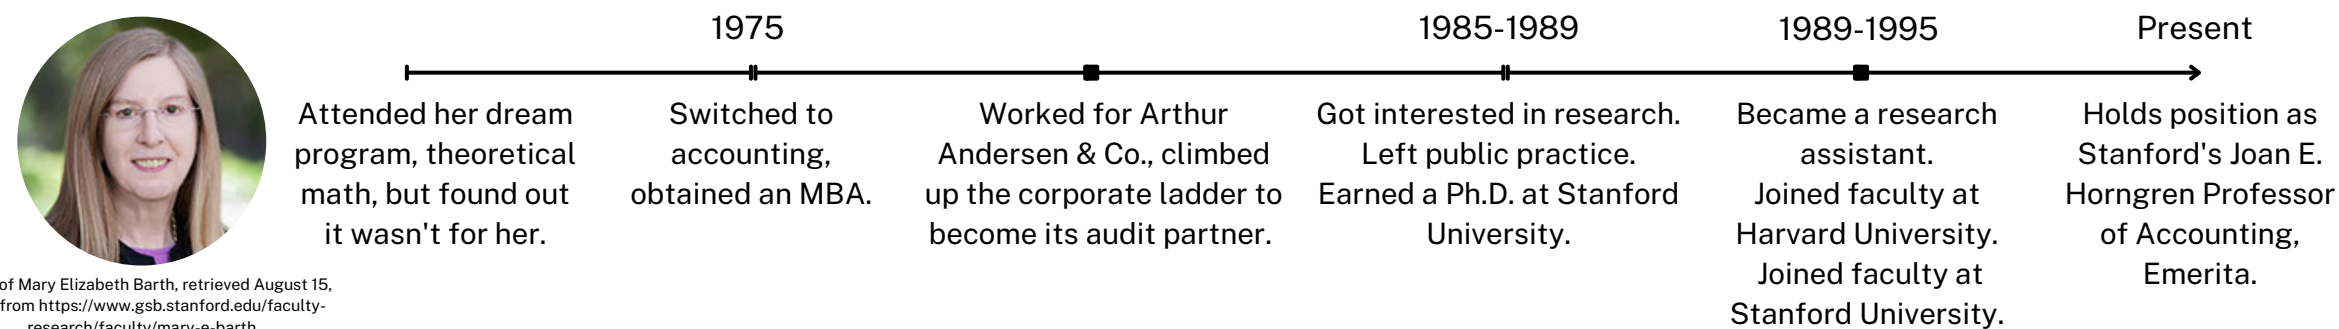 1975
1985-1989
1989-1995
Present
Attended her dream
program, theoretical
math, but found out
it wasn't for her.
Switched to
accounting,
obtained an MBA.
Worked for Arthur
Andersen & Co., climbed
up the corporate ladder to
become its audit partner.
Got interested in research.
Left public practice.
Earned a Ph.D. at Stanford
University.
Became a research
assistant.
Joined faculty at
Harvard University.
Joined faculty at
Stanford University.
Holds position as
Stanford's Joan E.
Horngren Professor
of Accounting,
Emerita.
of Mary Elizabeth Barth, retrieved August 15,
from https://www.gsb.stanford.edu/faculty-
research/faculty/mary-e-barth